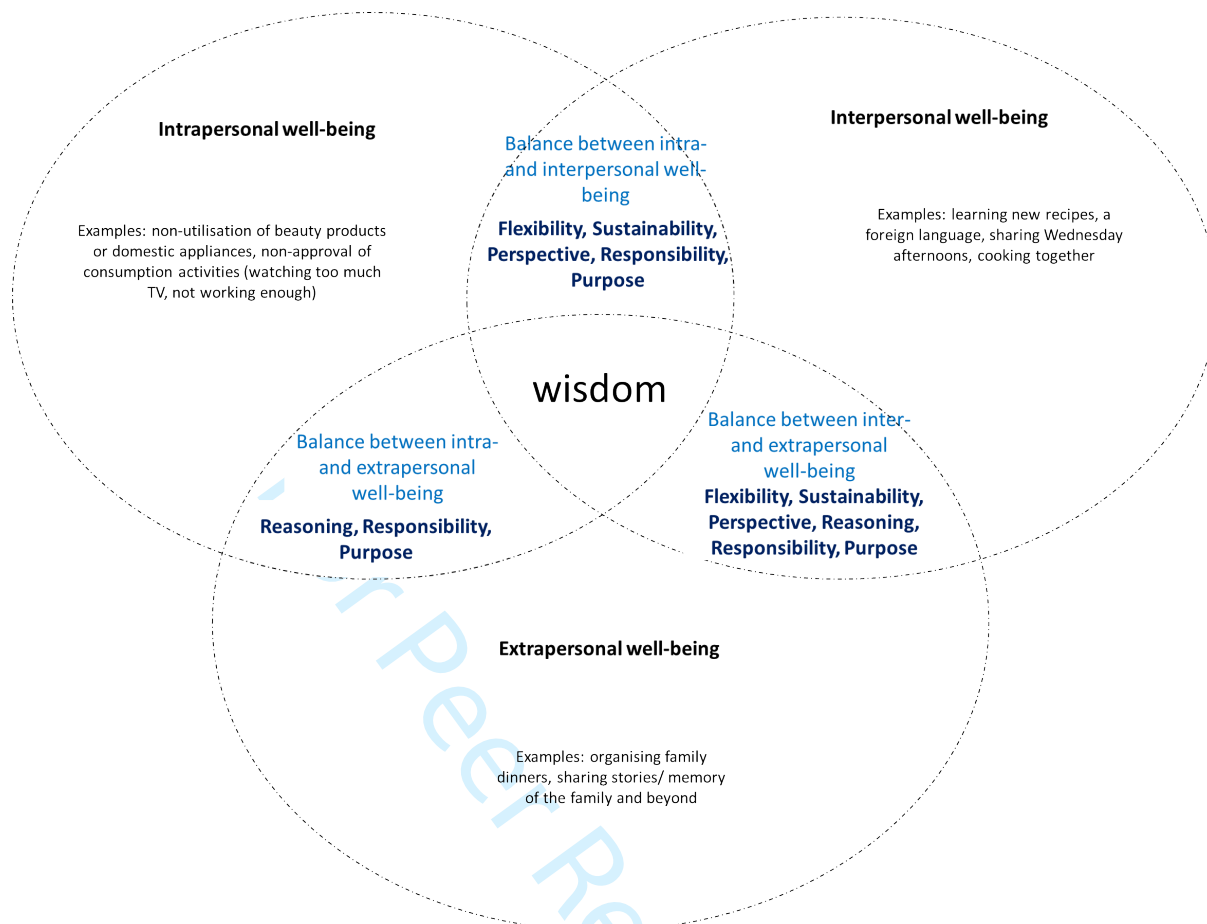 Intrapersonal well-being
Examples: non-utilisation of beauty products
or domestic appliances, non-approval of
consumption activities (watching too much
TV, not working enough)
Balance between intra-
and interpersonal well-
being
Flexibility, Sustainability,
Perspective, Responsibility,
Purpose
Interpersonal well-being
Examples: learning new recipes, a
foreign language, sharing Wednesday
afternoons, cooking together
wisdom
Balance between intra-
and extrapersonal
well-being
Reasoning, Responsibility,
Purpose
Balance between inter-
and extrapersonal
well-being
Flexibility, Sustainability,
Perspective, Reasoning,
Responsibility, Purpose
Extrapersonal well-being
Examples: organising family
dinners, sharing stories/ memory
of the family and beyond
Peer Re